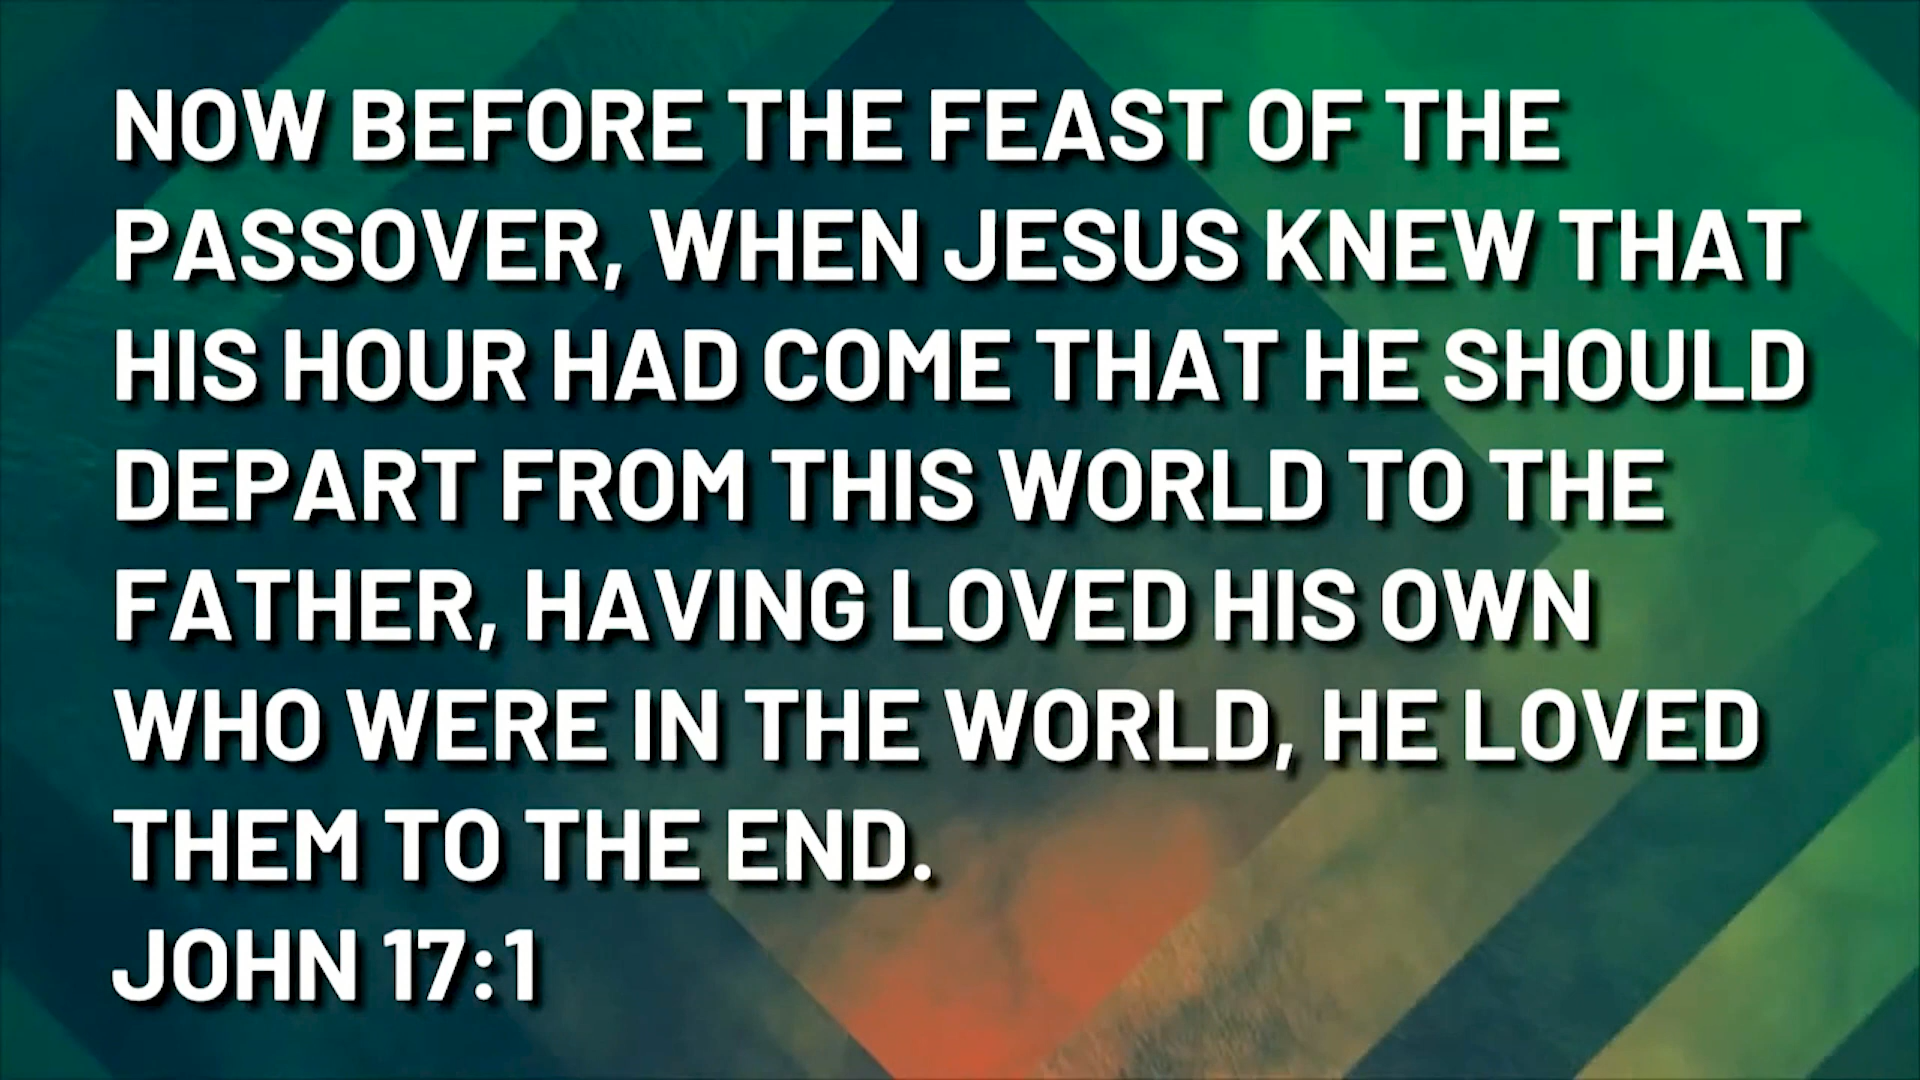 NOW BEFORE THE FEAST OF THE
PASSOVER, WHEN JESUS KNEW THAT
HIS HOUR HAD COME THAT HE SHOULD
DEPART FROM THIS WORLD TO THE
FATHER, HAVING LOVED HIS OWN
WHO WERE IN THE WORLD, HE LOVED
THEM TO THE END.
JOHN 17:1